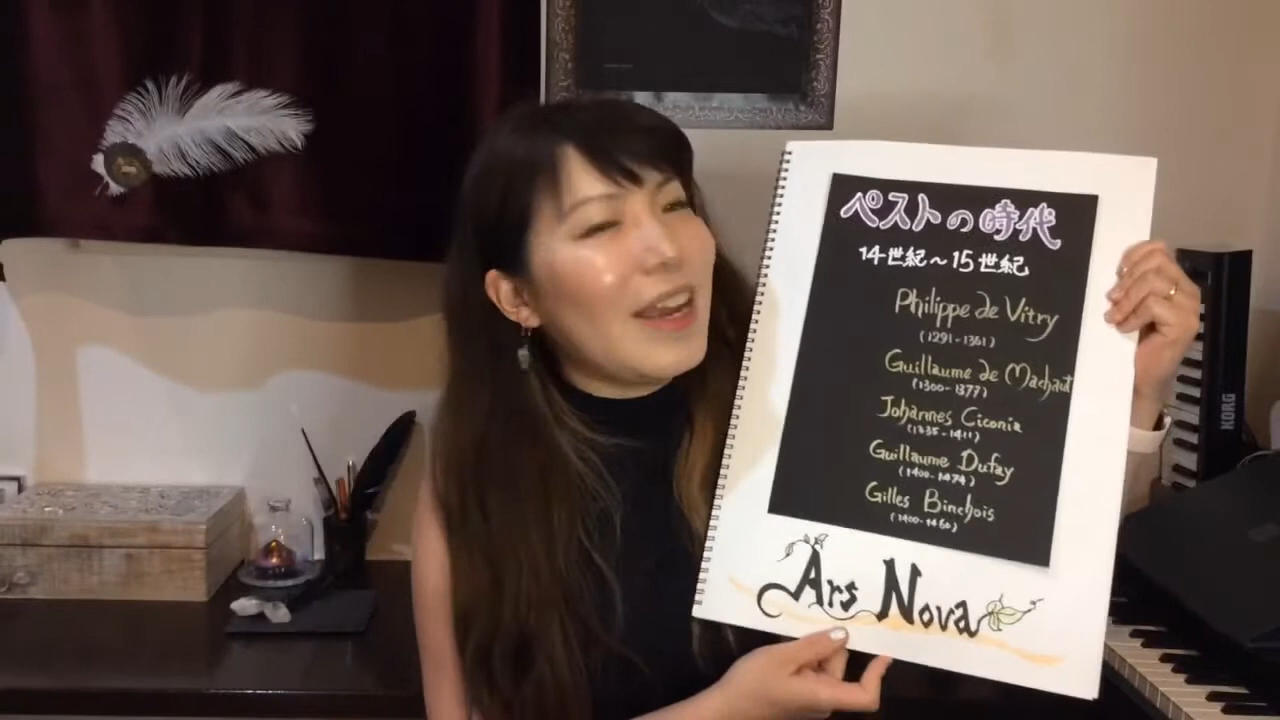 ペストの時代
14世紀～15世紀
Philippe de Vitry
(1291-1361)
Guillaume de Machaut
(1300-1377)
Johannes Ciconia
(1335-1411)
Guillaume Dufay
(1400-1474)
Gilles Binchois
(1400-1460)
Ars Nova
KORG